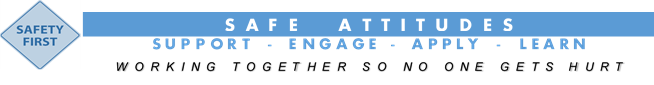 SAFETY
FIRST
SAFE ATTITUDES
SUPPORT - ENGAGE - APPLY - LEARN
WORKING TOGETHER SO NO ONE GETS HURT